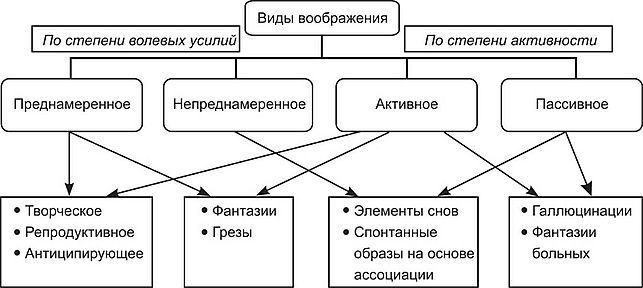 Виды воображения
По степени волевых усилий
По степени активности
Преднамеренное
Непреднамеренное
Активное
Пассивное
• Творческое
• Репродуктивное
• Антиципирующее
• Фантазии
• Грезы
• Элементы снов
• Спонтанные
образы на основе
ассоциации
• Галлюцинации
• Фантазии
больных